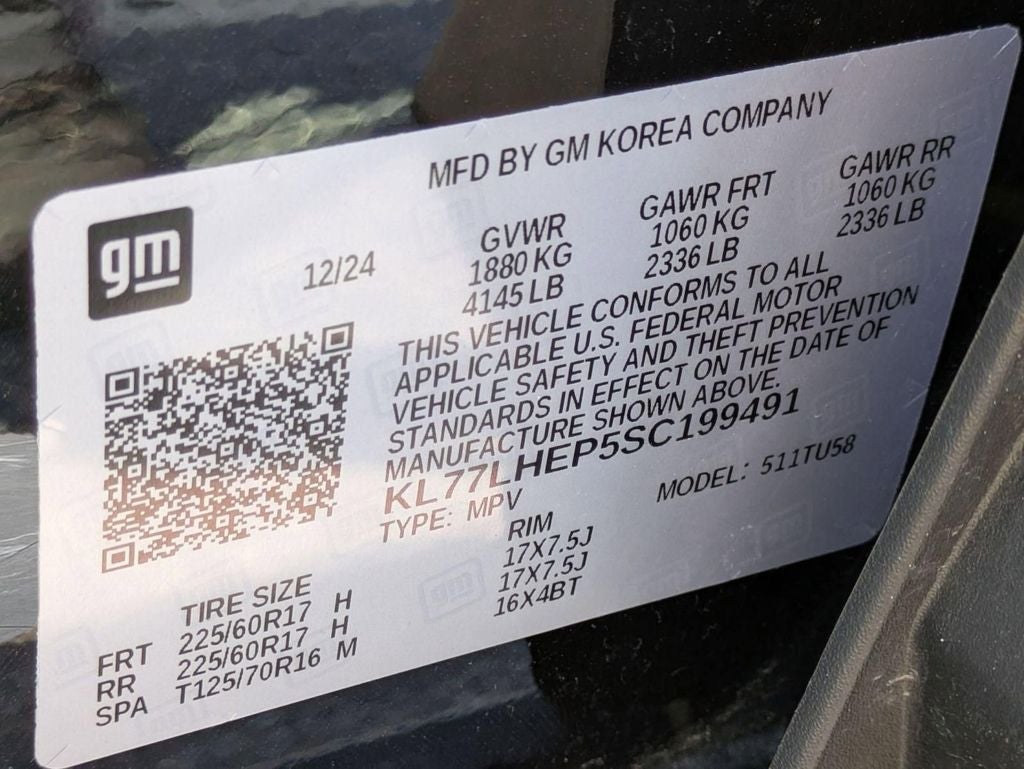 MFD BY GM KOREA COMPANY
gm
12/24
GVWR
1880 KG
4145 LB
GAWR FRT
1060 KG
2336 LB
GAWR RR
1060 KG
2336 LB
THIS VEHICLE CONFORMS TO ALL
APPLICABLE U.S. FEDERAL MOTOR
VEHICLE SAFETY AND THEFT PREVENTION
STANDARDS IN EFFECT ON THE DATE OF
MANUFACTURE SHOWN ABOVE.
KL77LHEP5SC199491
TYPE: MPV
MODEL: 511TU58
TIRE SIZE RIM
FRT 225/60R17 H 17X7.5J
RR 225/60R17 H 17X7.5J
SPA T125/70R16 M 16X4BT